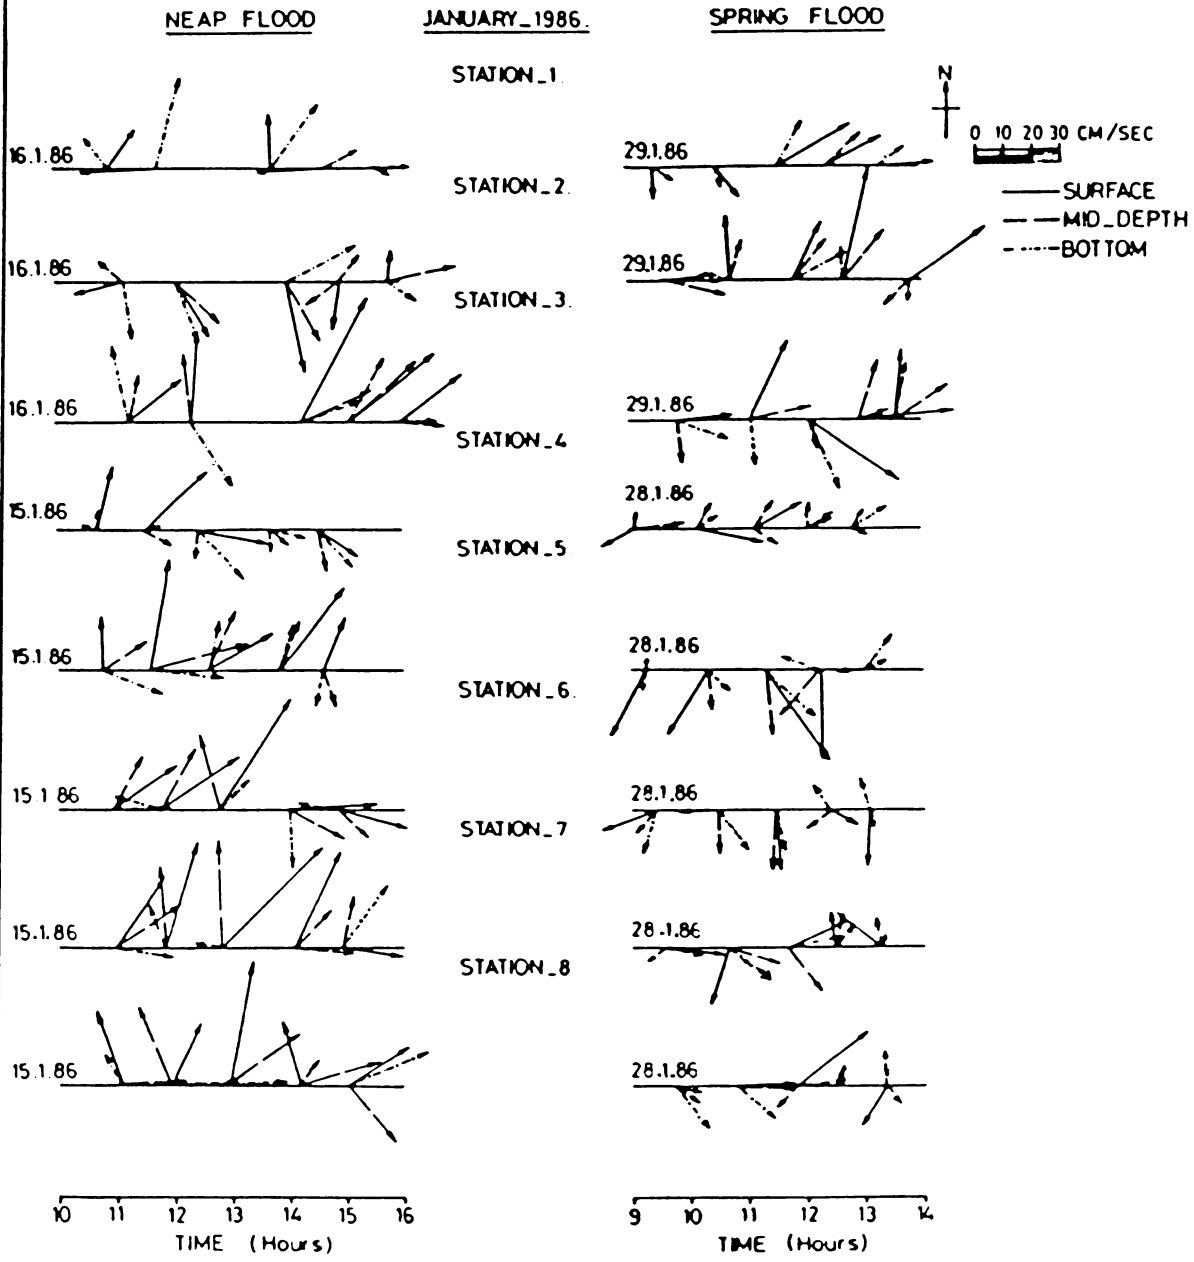 NEAP FLOOD JANUARY_1986. SPRING FLOOD
STATION_1.
N
0 10 20 30 CM/SEC
16.1.86 29.1.86
STATION_2.
SURFACE
MID_DEPTH
BOTTOM
16.1.86 29.1.86
STATION_3.
16.1.86 29.1.86
STATION_4
15.1.86 28.1.86
STATION_5
15.1.86 28.1.86
STATION_6.
15.1 86 28.1.86
STATION_7
15.1.86 28.1.86
STATION_8
15.1.86 28.1.86
10 11 12 13 14 15 16 9 10 11 12 13 14
TIME (Hours) TIME (Hours)